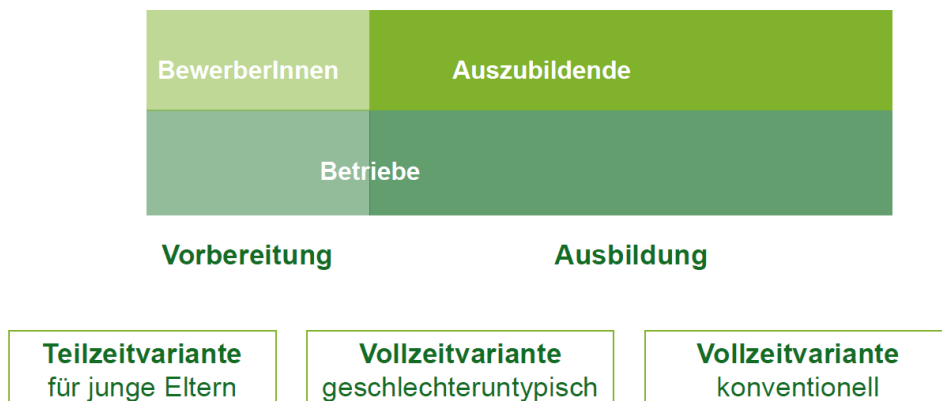 BewerberInnen Auszubildende
Betriebe
Vorbereitung Ausbildung
Teilzeitvariante Vollzeitvariante Vollzeitvariante
für junge Eltern geschlechteruntypisch konventionell